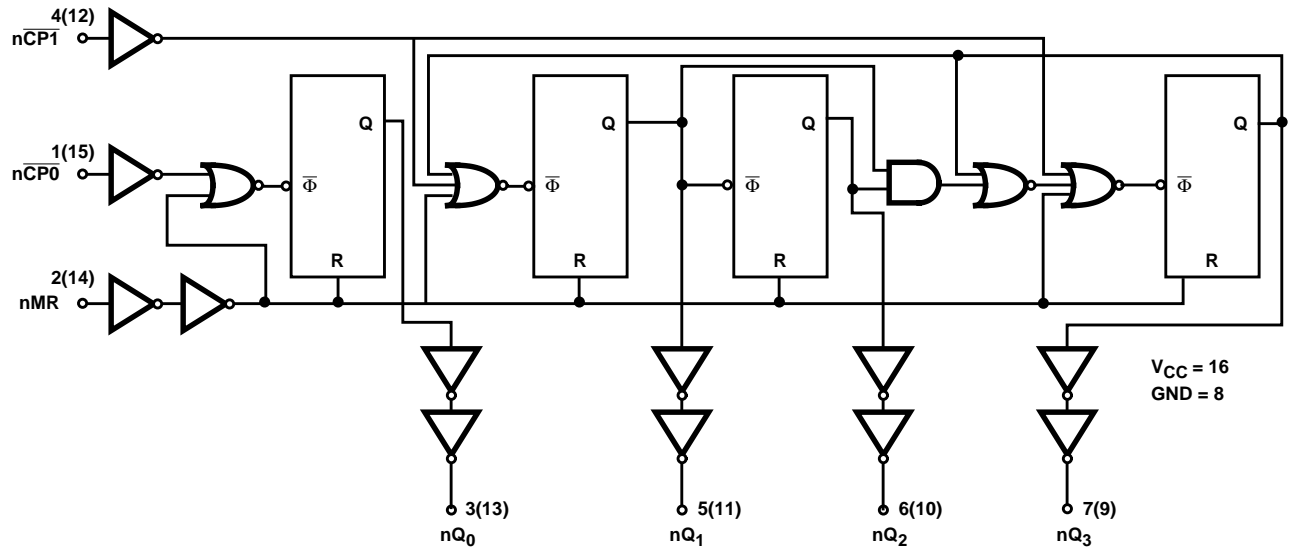 4(12)
nCP1
Q
Q
Q
Q
1(15)
nCP0
Φ
Φ
Φ
Φ
R
R
R
R
2(14)
nMR
VCC = 16
GND = 8
3(13)
5(11)
6(10)
7(9)
nQ0
nQ1
nQ2
nQ3